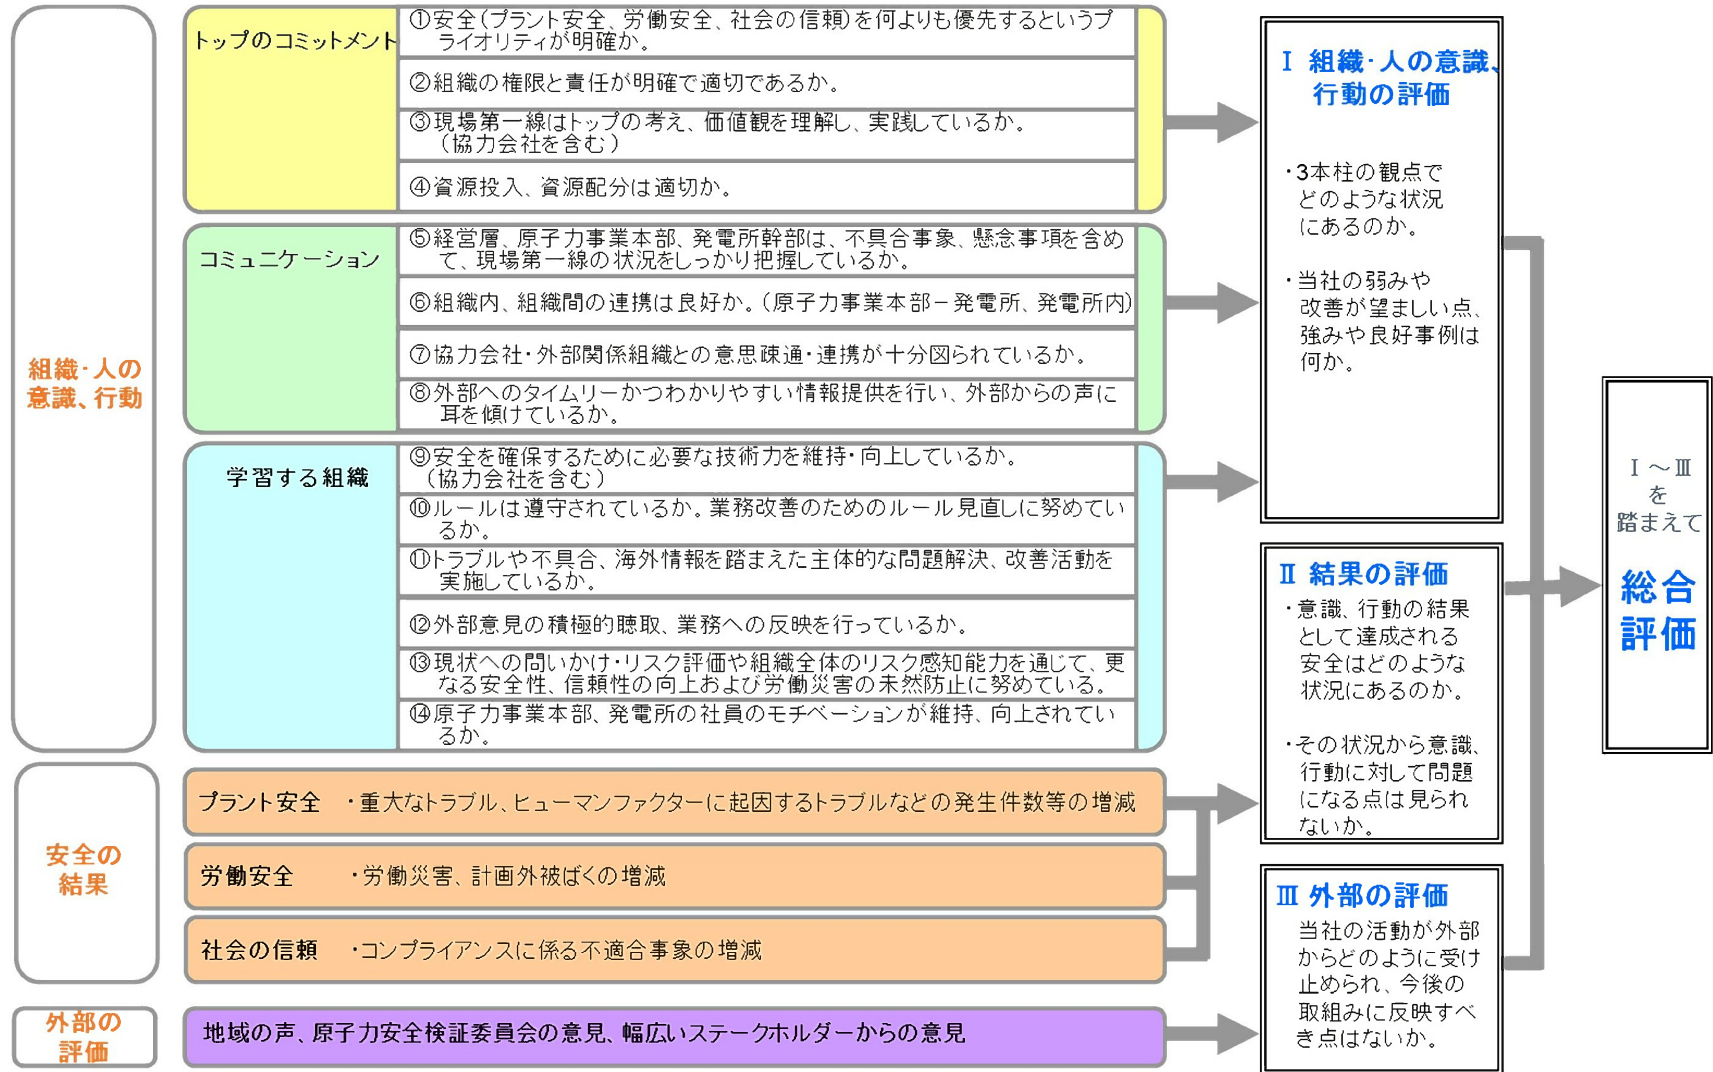 組織・人の
意識、行動
トップのコミットメント
①安全（プラント安全、労働安全、社会の信頼）を何よりも優先するというプ
ライオリティが明確か。
②組織の権限と責任が明確で適切であるか。
③現場第一線はトップの考え、価値観を理解し、実践しているか。
（協力会社を含む）
④資源投入、資源配分は適切か。
コミュニケーション
⑤経営層、原子力事業本部、発電所幹部は、不具合事象、懸念事項を含め
て、現場第一線の状況をしっかり把握しているか。
⑥組織内、組織間の連携は良好か。（原子力事業本部－発電所、発電所内）
⑦協力会社・外部関係組織との意思疎通・連携が十分図られているか。
⑧外部へのタイムリーかつわかりやすい情報提供を行い、外部からの声に
耳を傾けているか。
学習する組織
⑨安全を確保するために必要な技術力を維持・向上しているか。
（協力会社を含む）
⑩ルールは遵守されているか。業務改善のためのルール見直しに努めてい
るか。
⑪トラブルや不具合、海外情報を踏まえた主体的な問題解決、改善活動を
実施しているか。
⑫外部意見の積極的聴取、業務への反映を行っているか。
⑬現状への問いかけ・リスク評価や組織全体のリスク感知能力を通じて、更
なる安全性、信頼性の向上および労働災害の未然防止に努めている。
⑭原子力事業本部、発電所の社員のモチベーションが維持、向上されてい
るか。
安全の
結果
プラント安全 ・重大なトラブル、ヒューマンファクターに起因するトラブルなどの発生件数等の増減
労働安全 ・労働災害、計画外被ばくの増減
社会の信頼 ・コンプライアンスに係る不適合事象の増減
外部の
評価
地域の声、原子力安全検証委員会の意見、幅広いステークホルダーからの意見
Ⅰ 組織・人の意識、
行動の評価
・3本柱の観点で
どのような状況
にあるのか。
・当社の弱みや
改善が望ましい点、
強みや良好事例は
何か。
Ⅱ 結果の評価
・意識、行動の結果
として達成される
安全はどのような
状況にあるのか。
・その状況から意識、
行動に対して問題
になる点は見られ
ないか。
Ⅲ 外部の評価
当社の活動が外部
からどのように受け
止められ、今後の
取組みに反映すべ
き点はないか。
Ⅰ～Ⅲ
を
踏まえて
総合
評価